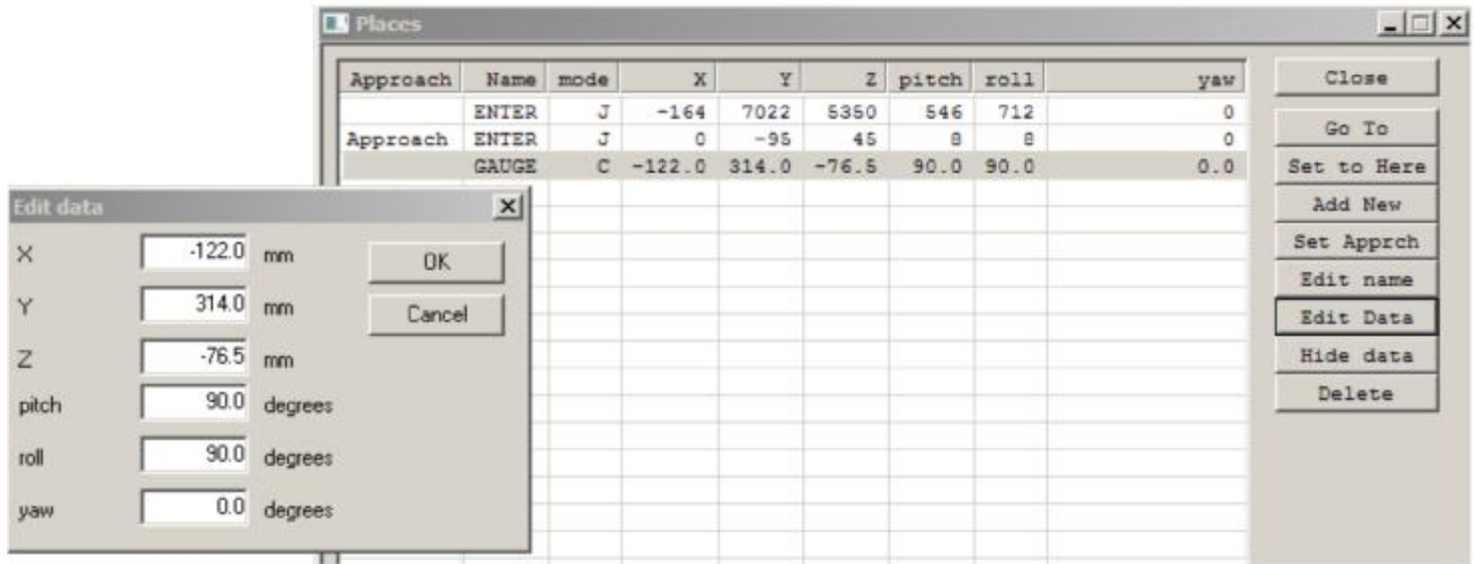 Places
Approach Name mode X Y Z pitch roll yaw
ENTER J -164 7022 5350 546 712 0
Approach ENTER J 0 -95 45 8 8 0
GAUGE C -122.0 314.0 -76.5 90.0 90.0 0.0
Close
Go To
Set to Here
Add New
Set Apprch
Edit name
Edit Data
Hide data
Delete
Edit data
X -122.0 mm
Y 314.0 mm
Z -76.5 mm
pitch 90.0 degrees
roll 90.0 degrees
yaw 0.0 degrees
OK
Cancel